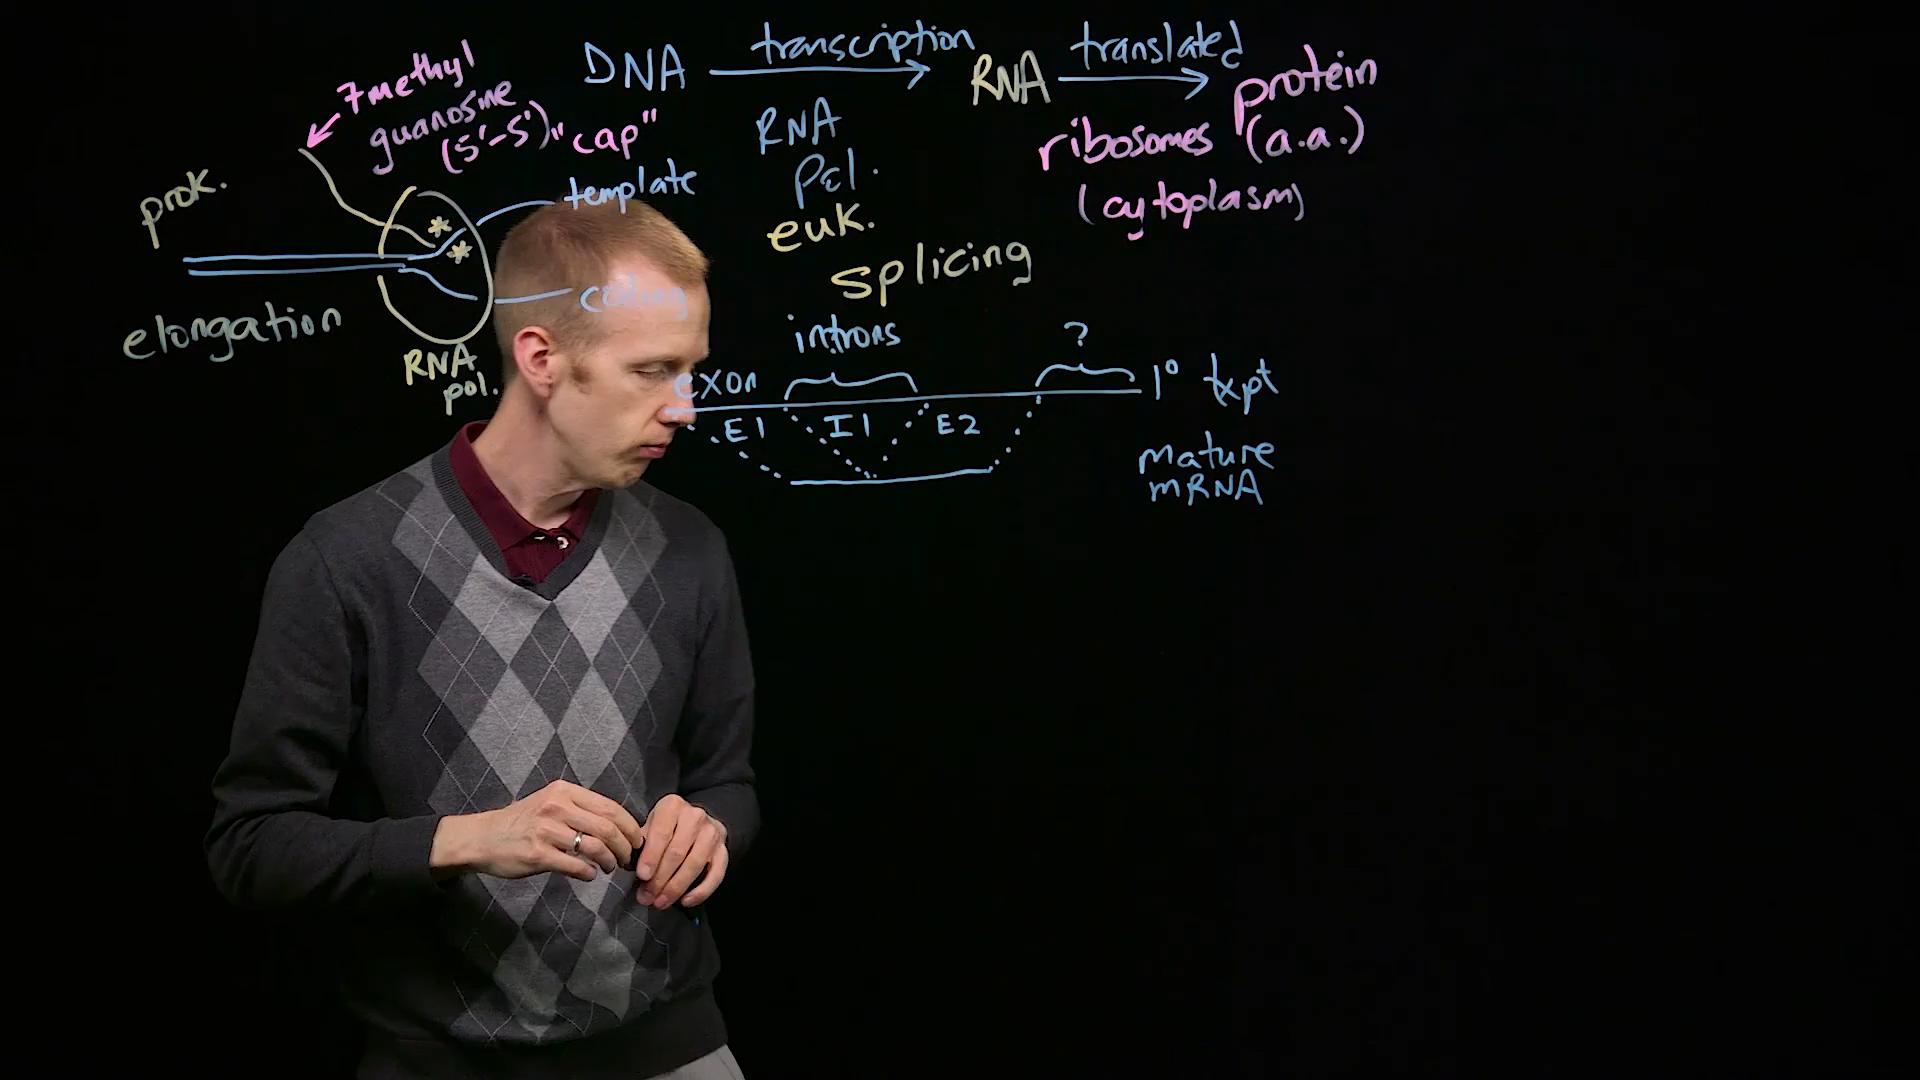 DNA transcription RNA translated protein
(a.a.)
ribosomes
(cytoplasm)
RNA
pol.
euk.
splicing
7methyl
guanosine
(5'-5') "cap"
prok.
template
coding
elongation
RNA
pol.
introns
?
exon
1° txpt
E1 I1 E2
mature
mRNA